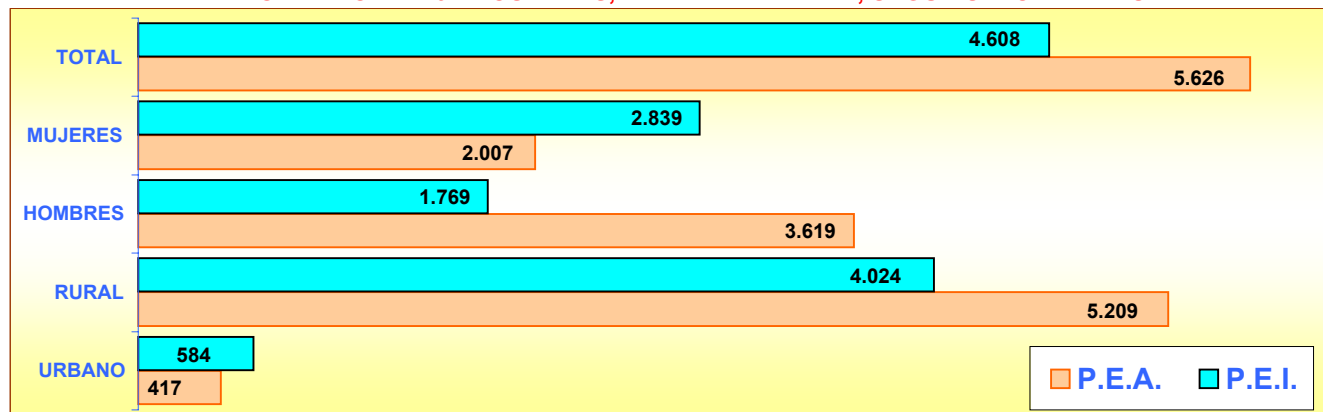 TOTAL
4.608
5.626
MUJERES
2.839
2.007
HOMBRES
1.769
3.619
RURAL
4.024
5.209
URBANO
584
417
P.E.A. P.E.I.